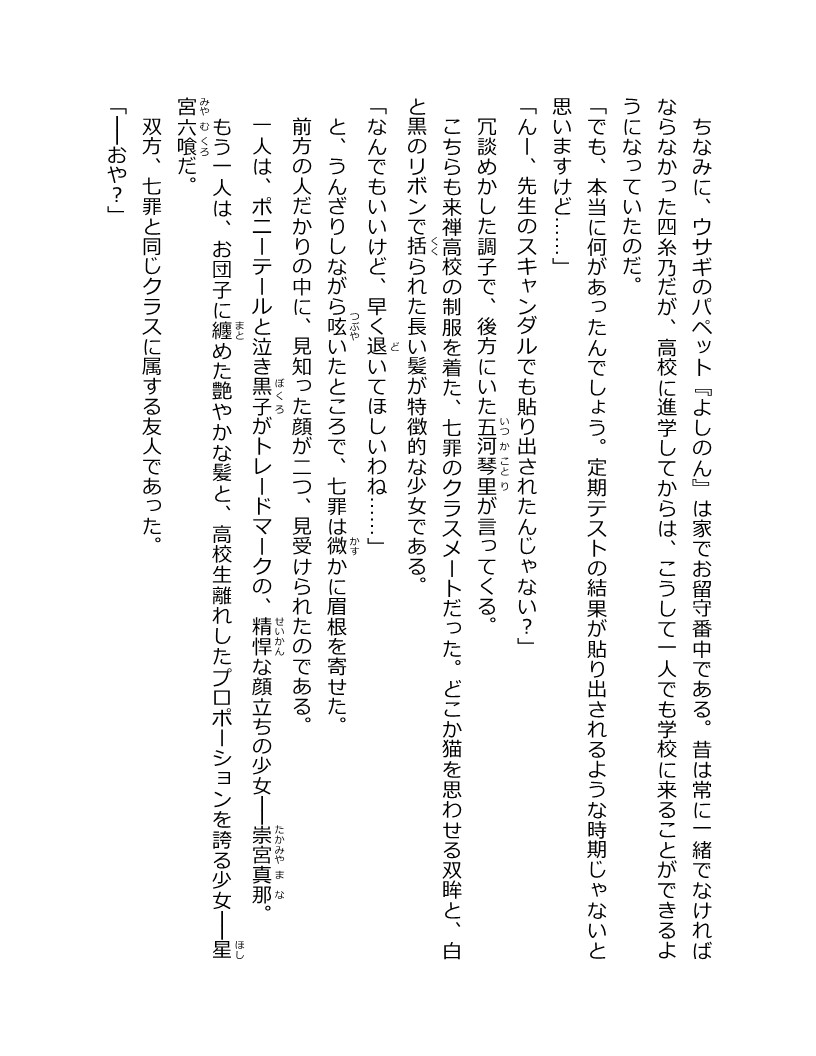 ちなみに、ウサギのパペット『よしのん』は家でお留守番中である。昔は常に一緒でなければ
ならなかった四糸乃だが、高校に進学してからは、こうして一人でも学校に来ることができるよ
うになっていたのだ。
「でも、本当に何があったんでしょう。定期テストの結果が貼り出されるような時期じゃないと
思いますけど……」
「んー、先生のスキャンダルでも貼り出されたんじゃない？」
冗談めかした調子で、後方にいた五河琴里が言ってくる。
こちらも来禅高校の制服を着た、七罪のクラスメートだった。どこか猫を思わせる双眸と、白
と黒のリボンで括られた長い髪が特徴的な少女である。
「なんでもいいけど、早く退いてほしいわね……」
と、うんざりしながら呟いたところで、七罪は微かに眉根を寄せた。
前方の人だかりの中に、見知った顔が二つ、見受けられたのである。
一人は、ポニーテールと泣き黒子がトレードマークの、精悍な顔立ちの少女――崇宮真那。
もう一人は、お団子に纏めた艶やかな髪と、高校生離れしたプロポーションを誇る少女――星
宮六喰だ。
双方、七罪と同じクラスに属する友人であった。
「――おや？」